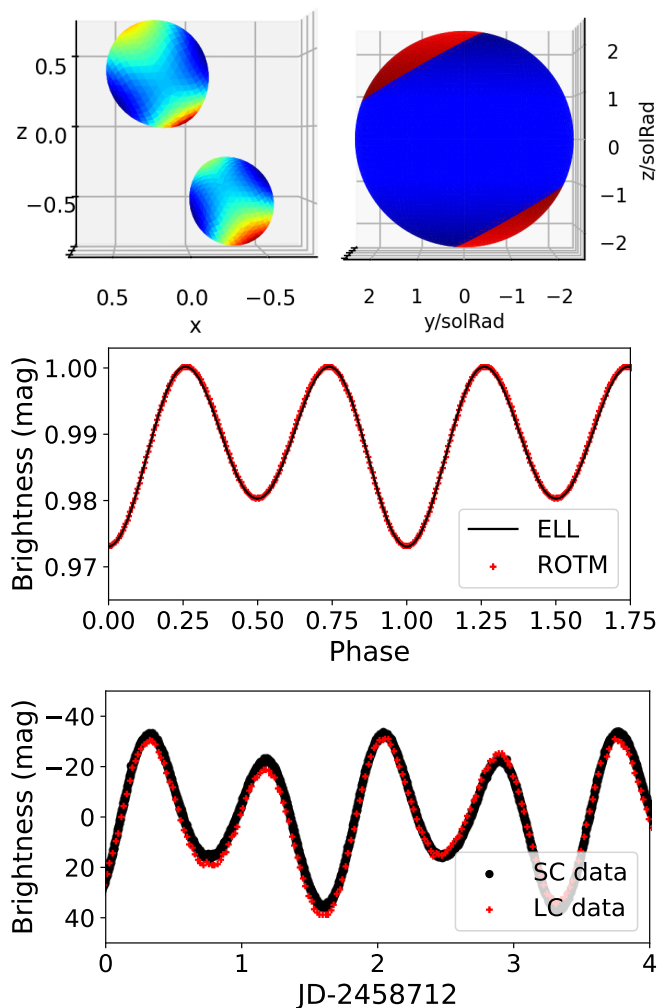 0.5
z 0.0
−0.5
0.5 0.0 −0.5
x
2
1
0
−1
−2
z/solRad
2 1 0 −1 −2
y/solRad
1.00
0.99
0.98
0.97
Brightness (mag)
ELL
ROTM
0.00 0.25 0.50 0.75 1.00 1.25 1.50 1.75
Phase
−40
−20
0
20
40
Brightness (mag)
SC data
LC data
0 1 2 3 4
JD-2458712